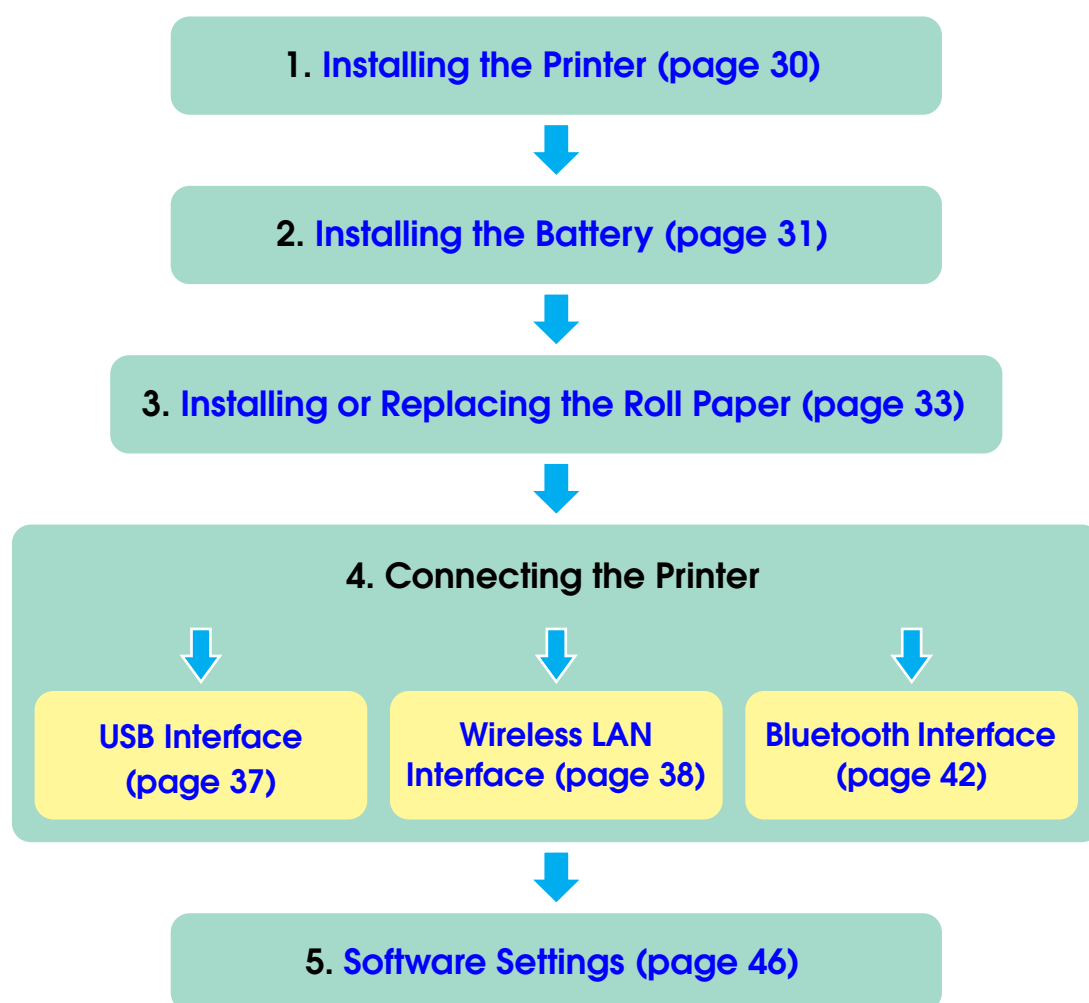 1. Installing the Printer (page 30)
2. Installing the Battery (page 31)
3. Installing or Replacing the Roll Paper (page 33)
4. Connecting the Printer
USB Interface
(page 37)
Wireless LAN
Interface (page 38)
Bluetooth Interface
(page 42)
5. Software Settings (page 46)